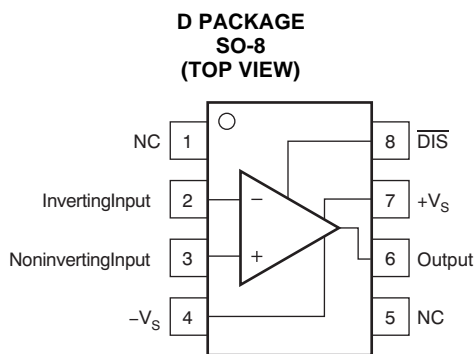 D PACKAGE
SO-8
(TOP VIEW)
NC 1
8 D̅I̅S̅
InvertingInput 2 −
7 +VS
NoninvertingInput 3 +
6 Output
−VS 4
5 NC